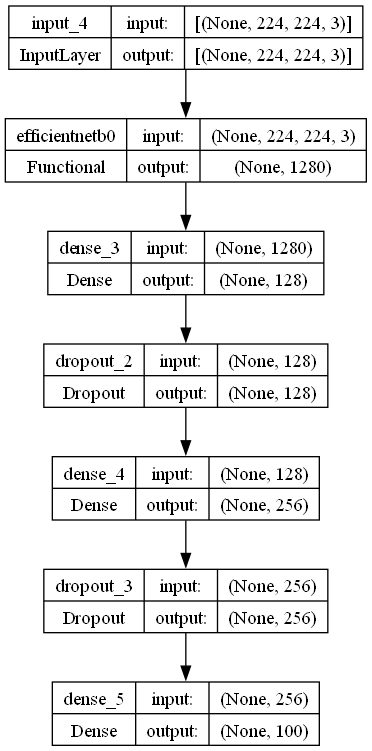 input_4 input: [(None, 224, 224, 3)]
InputLayer output: [(None, 224, 224, 3)]
efficientnetb0 input: (None, 224, 224, 3)
Functional output: (None, 1280)
dense_3 input: (None, 1280)
Dense output: (None, 128)
dropout_2 input: (None, 128)
Dropout output: (None, 128)
dense_4 input: (None, 128)
Dense output: (None, 256)
dropout_3 input: (None, 256)
Dropout output: (None, 256)
dense_5 input: (None, 256)
Dense output: (None, 100)